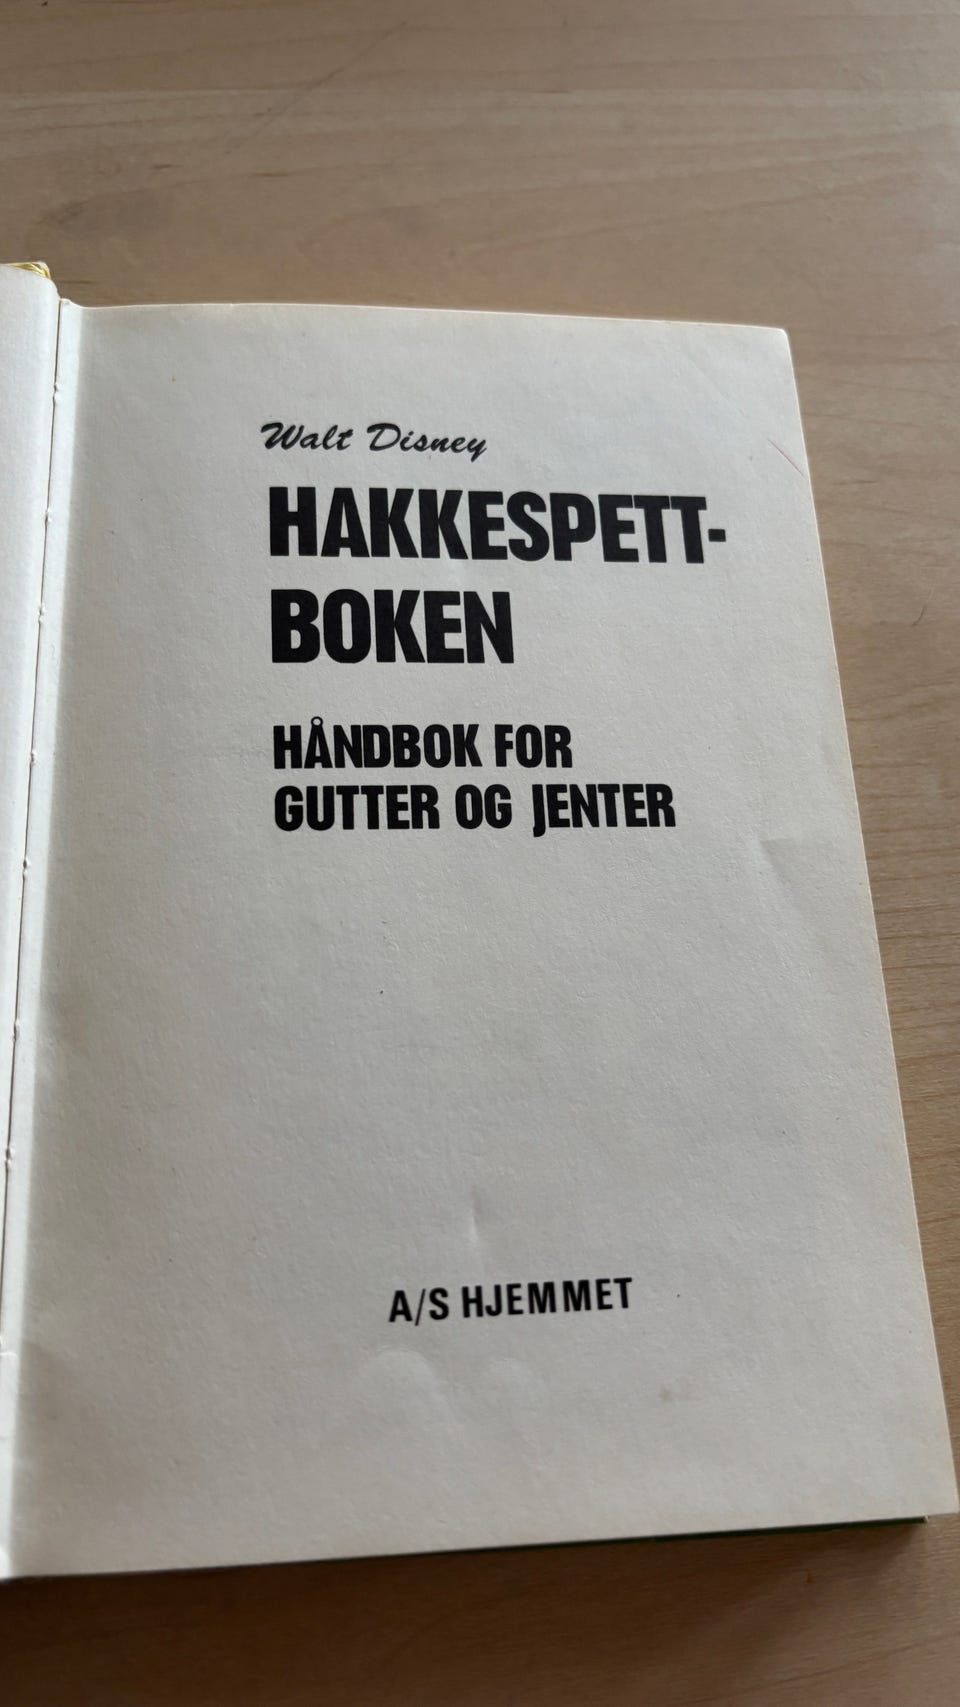 Walt Disney
HAKKESPETT-
BOKEN
HÅNDBOK FOR
GUTTER OG JENTER
A/S HJEMMET